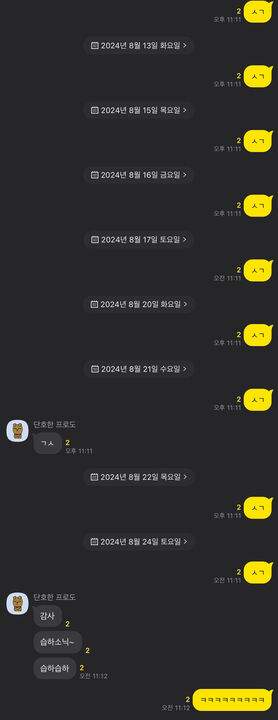 2
오후 11:11
ㅅㄱ
2024년 8월 13일 화요일 >
2
오후 11:11
ㅅㄱ
2024년 8월 15일 목요일 >
2
오후 11:11
ㅅㄱ
2024년 8월 16일 금요일 >
2
오후 11:11
ㅅㄱ
2024년 8월 17일 토요일 >
2
오전 11:11
ㅅㄱ
2024년 8월 20일 화요일 >
2
오후 11:11
ㅅㄱ
2024년 8월 21일 수요일 >
2
오후 11:11
ㅅㄱ
단호한 프로도
ㄱㅅ
2
오후 11:11
2024년 8월 22일 목요일 >
2
오후 11:11
ㅅㄱ
2024년 8월 24일 토요일 >
2
오전 11:11
ㅅㄱ
단호한 프로도
감사
2
습하소닉~
2
습하습하
2
오전 11:12
2
오전 11:12
ㅋㅋㅋㅋㅋㅋㅋㅋㅋ